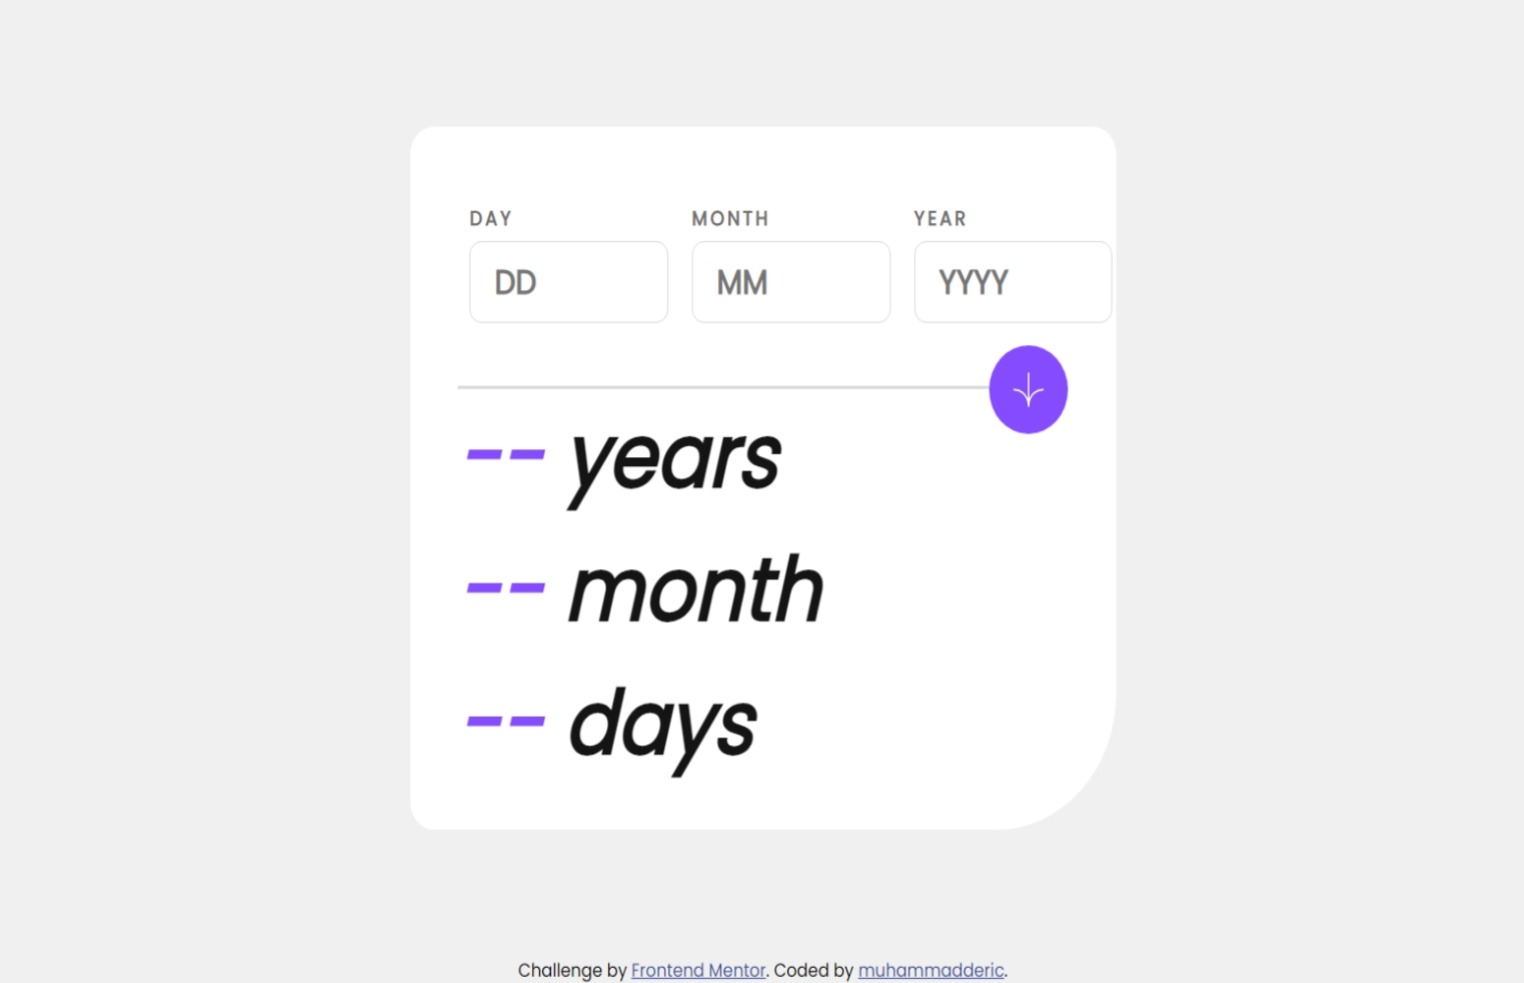 DAY MONTH YEAR
DD MM YYYY
-- years
-- month
-- days
Challenge by Frontend Mentor. Coded by muhammadderic.